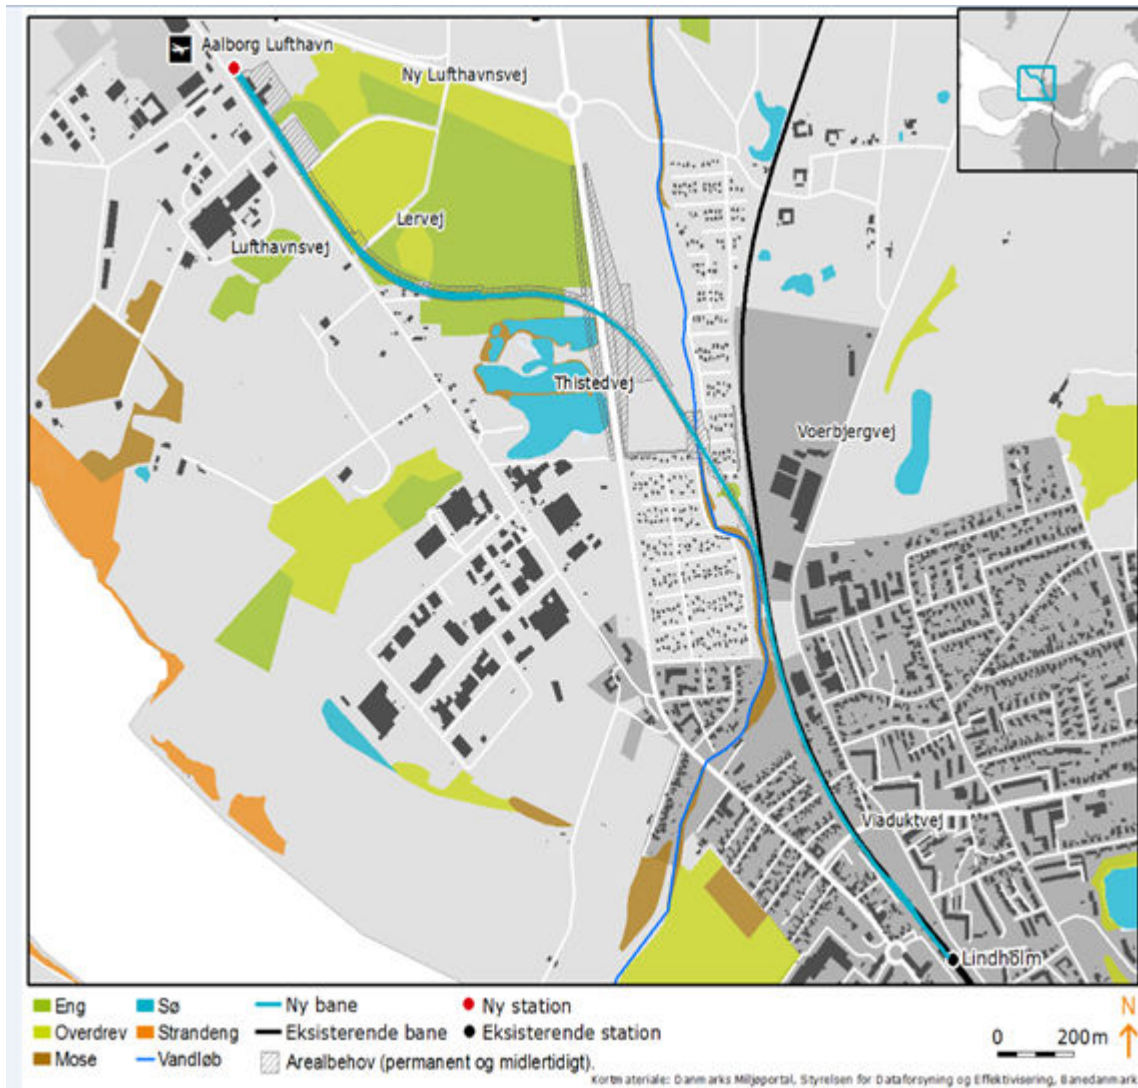 Aalborg Lufthavn
Ny Lufthavnsvej
Lervej
Lufthavnsvej
Thistedvej
Voerbjergvej
Viaduktvej
Lindholm
Eng
Sø
Ny bane
Ny station
N
Overdrev
Strandeng
Eksisterende bane
Eksisterende station
Mose
Vandløb
Arealbehov (permanent og midlertidigt).
0 200m
Kortmateriale: Danmarks Miljøportal, Styrelsen for Dataforsyning og Effektivisering, Banedanmark